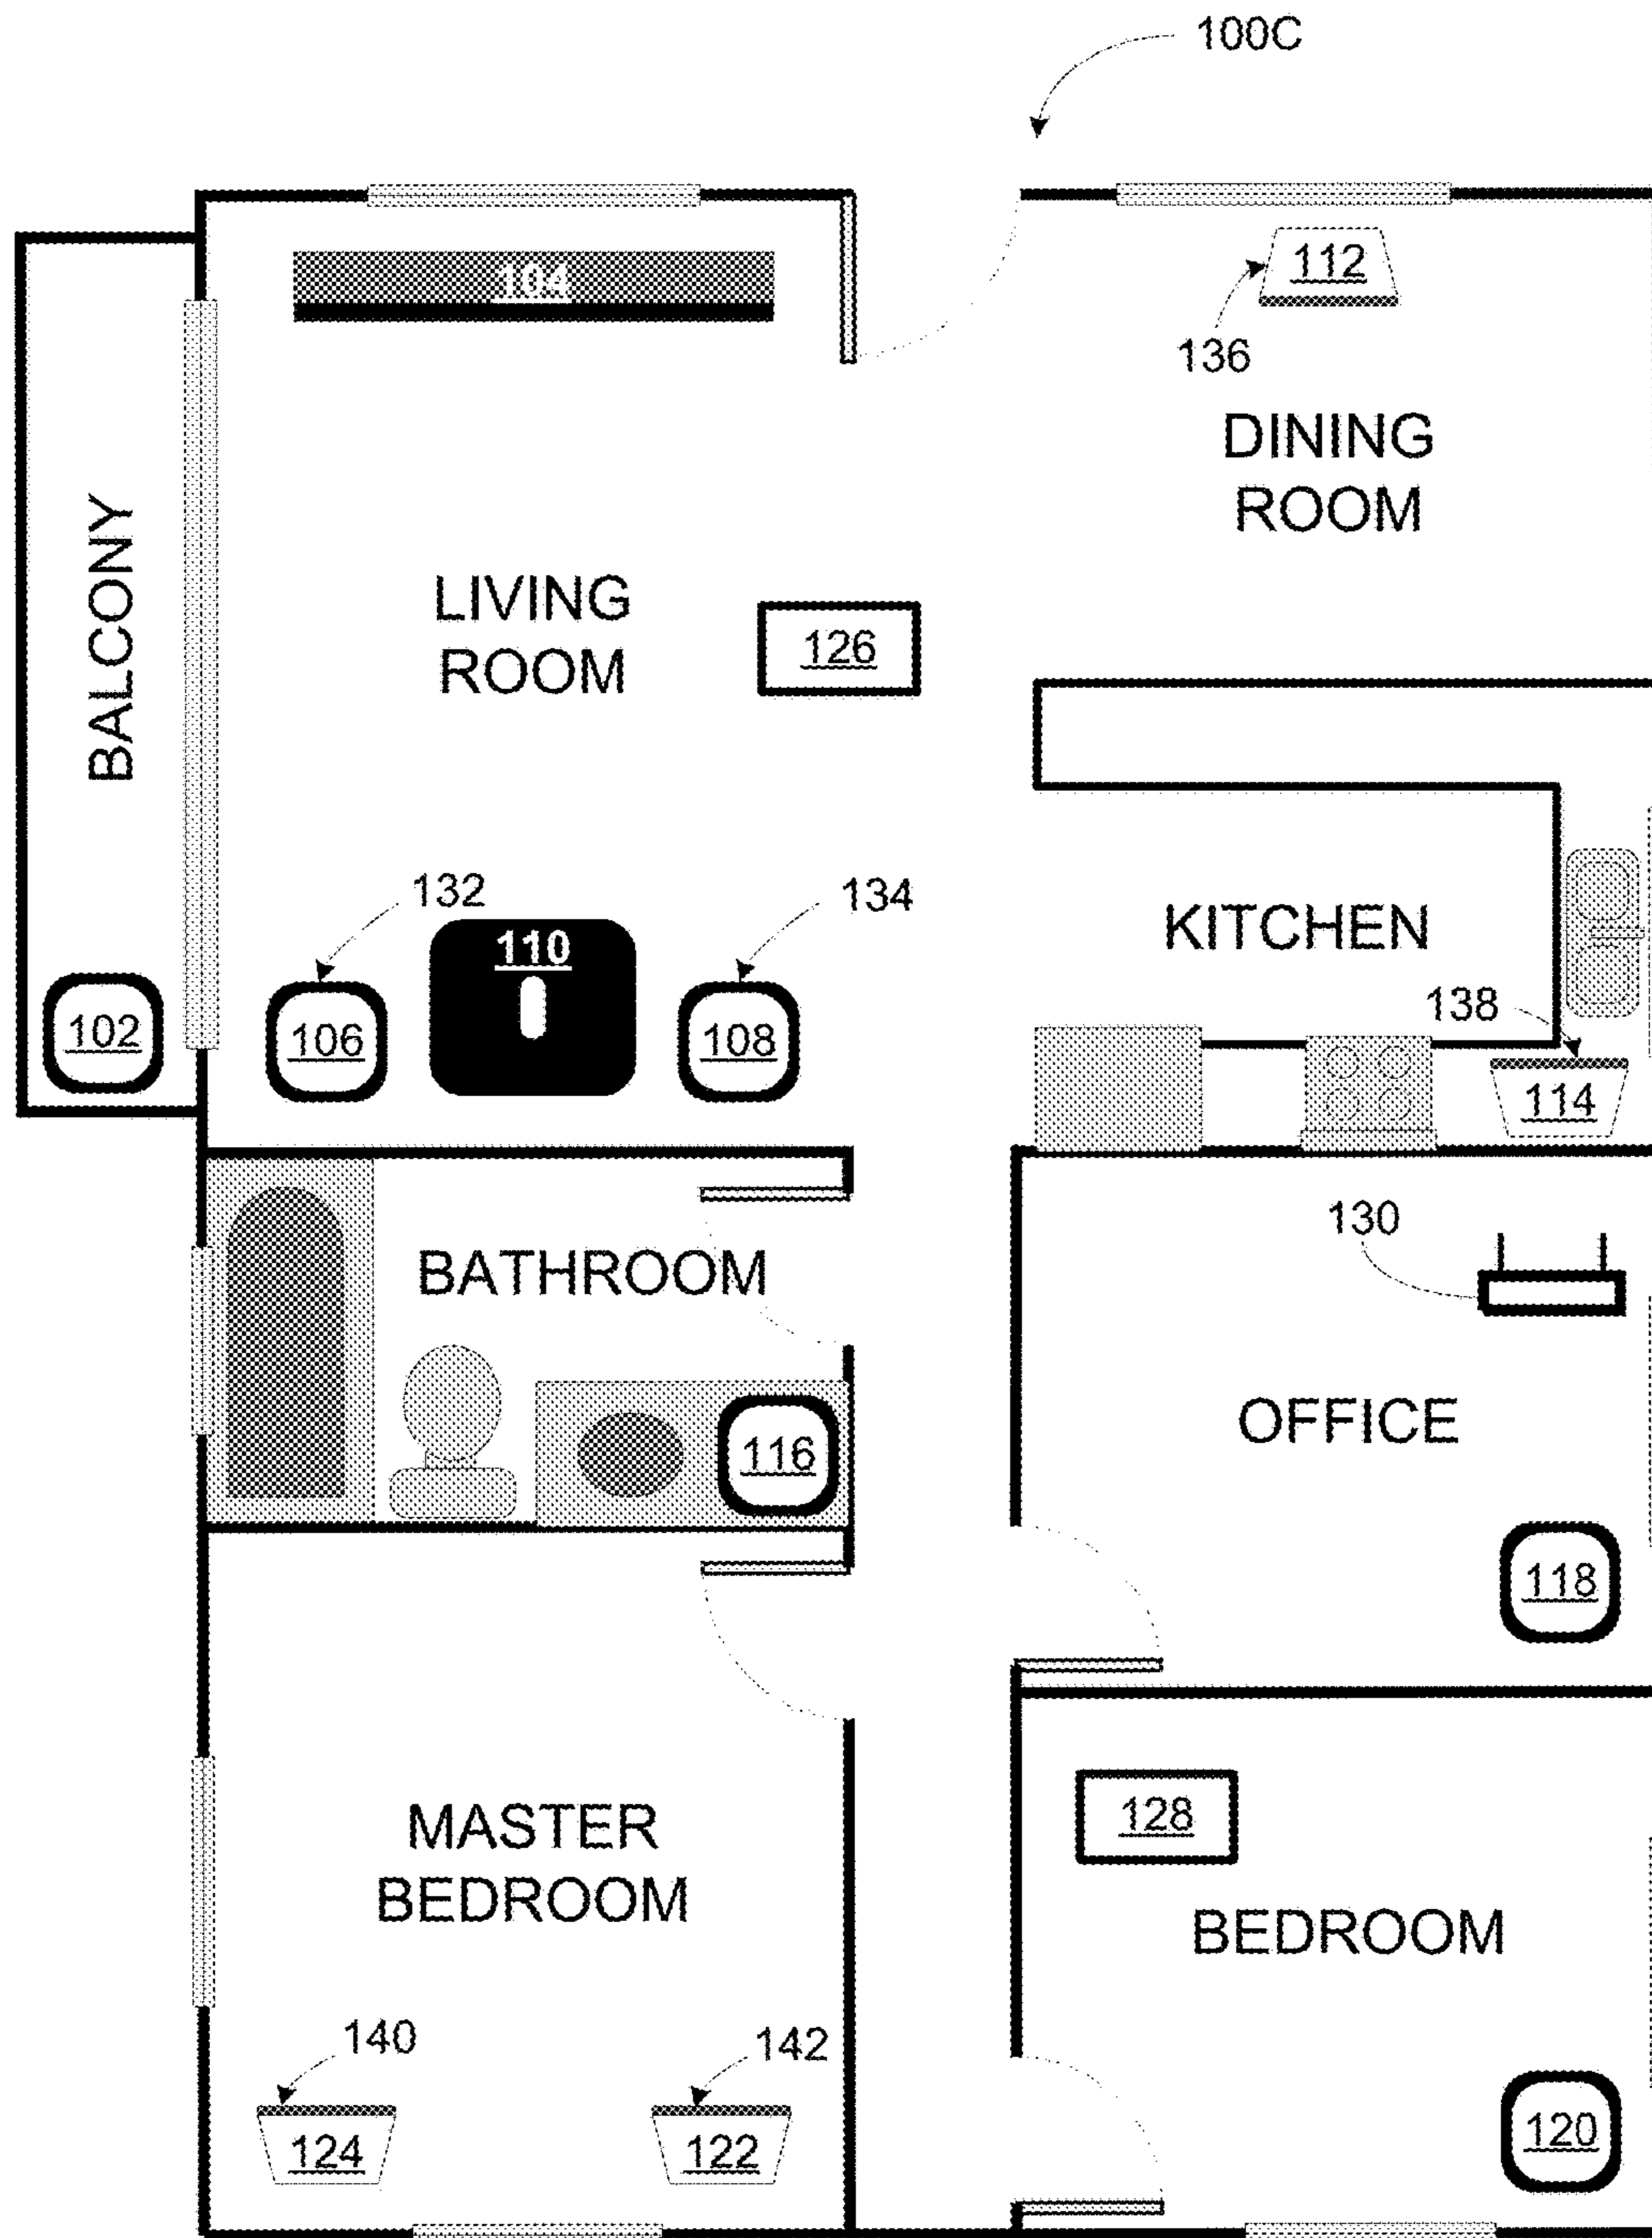 100C
104
112
136
DINING
ROOM
BALCONY
LIVING
ROOM
126
132
134
110
KITCHEN
102
106
108
138
114
130
BATHROOM
OFFICE
116
118
MASTER
BEDROOM
128
BEDROOM
140
142
124
122
120